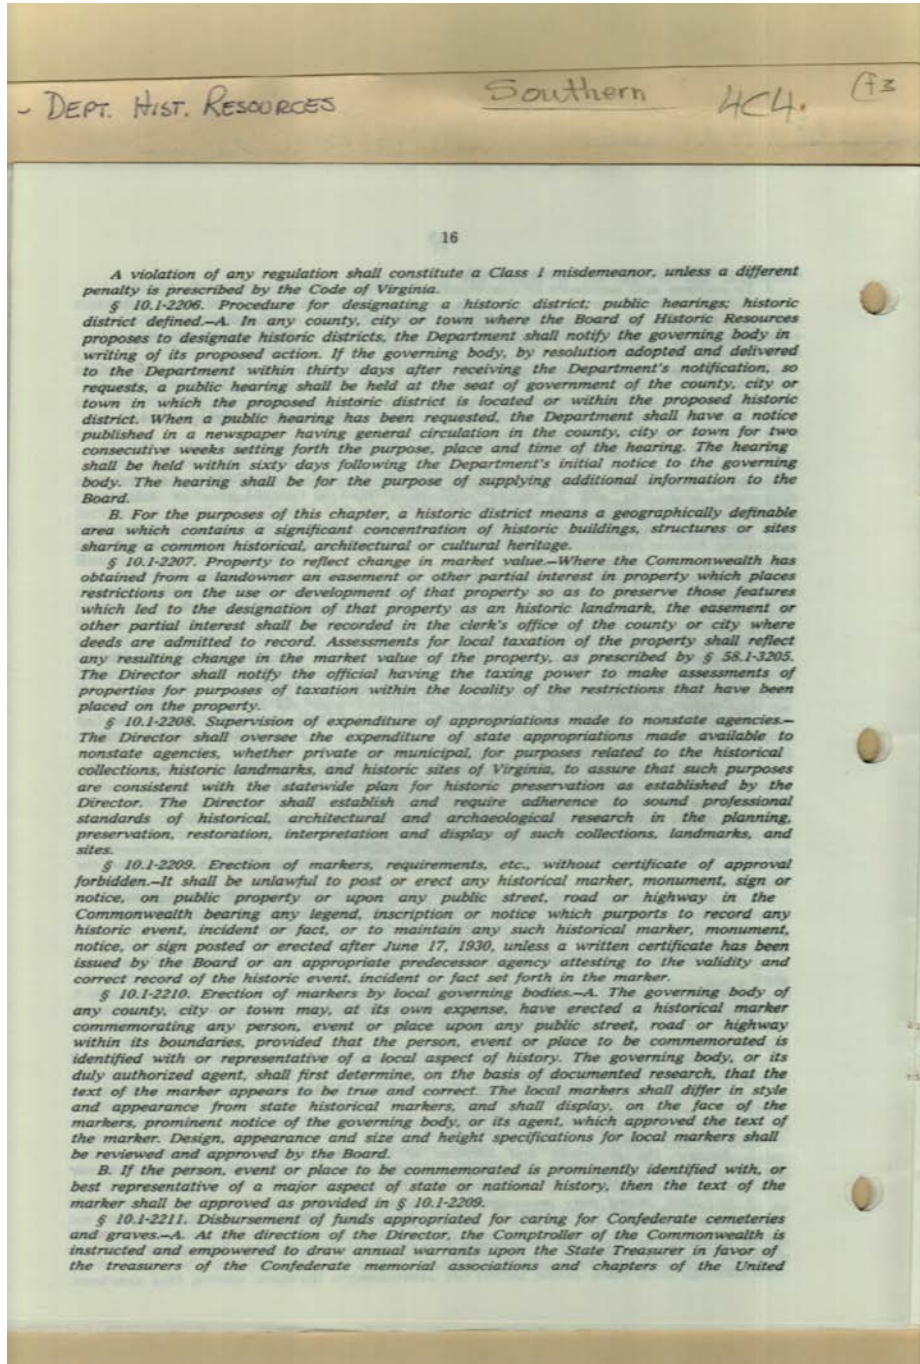 - DEPT. HIST. RESOURCES
Southern
4C4.
16
A violation of any regulation shall constitute a Class 1 misdemeanor, unless a different
penalty is prescribed by the Code of Virginia.
§ 10.1-2206. Procedure for designating a historic district; public hearings; historic
district defined.—A. In any county, city or town where the Board of Historic Resources
proposes to designate historic districts, the Department shall notify the governing body in
writing of its proposed action. If the governing body, by resolution adopted and delivered
to the Department within thirty days after receiving the Department's notification, so
requests, a public hearing shall be held at the seat of government of the county, city or
town in which the proposed historic district is located or within the proposed historic
district. When a public hearing has been requested, the Department shall have a notice
published in a newspaper having general circulation in the county, city or town for two
consecutive weeks setting forth the purpose, place and time of the hearing. The hearing
shall be held within sixty days following the Department's initial notice to the governing
body. The hearing shall be for the purpose of supplying additional information to the
Board.
B. For the purposes of this chapter, a historic district means a geographically definable
area which contains a significant concentration of historic buildings, structures or sites
sharing a common historical, architectural or cultural heritage.
§ 10.1-2207. Property to reflect change in market value.—Where the Commonwealth has
obtained from a landowner an easement or other partial interest in property which places
restrictions on the use or development of that property so as to preserve those features
which led to the designation of that property as an historic landmark, the easement or
other partial interest shall be recorded in the clerk's office of the county or city where
deeds are admitted to record. Assessments for local taxation of the property shall reflect
any resulting change in the market value of the property, as prescribed by § 58.1-3205.
The Director shall notify the official having the taxing power to make assessments of
properties for purposes of taxation within the locality of the restrictions that have been
placed on the property.
§ 10.1-2208. Supervision of expenditure of appropriations made to nonstate agencies.—
The Director shall oversee the expenditure of state appropriations made available to
nonstate agencies, whether private or municipal, for purposes related to the historical
collections, historic landmarks, and historic sites of Virginia, to assure that such purposes
are consistent with the statewide plan for historic preservation as established by the
Director. The Director shall establish and require adherence to sound professional
standards of historical, architectural and archaeological research in the planning,
preservation, restoration, interpretation and display of such collections, landmarks, and
sites.
§ 10.1-2209. Erection of markers, requirements, etc., without certificate of approval
forbidden.—It shall be unlawful to post or erect any historical marker, monument, sign or
notice, on public property or upon any public street, road or highway in the
Commonwealth bearing any legend, inscription or notice which purports to record any
historic event, incident or fact, or to maintain any such historical marker, monument,
notice, or sign posted or erected after June 17, 1930, unless a written certificate has been
issued by the Board or an appropriate predecessor agency attesting to the validity and
correct record of the historic event, incident or fact set forth in the marker.
§ 10.1-2210. Erection of markers by local governing bodies.—A. The governing body of
any county, city or town may, at its own expense, have erected a historical marker
commemorating any person, event or place upon any public street, road or highway
within its boundaries, provided that the person, event or place to be commemorated is
identified with or representative of a local aspect of history. The governing body, or its
duly authorized agent, shall first determine, on the basis of documented research, that the
text of the marker appears to be true and correct. The local markers shall differ in style
and appearance from state historical markers, and shall display, on the face of the
markers, prominent notice of the governing body, or its agent, which approved the text of
the marker. Design, appearance and size and height specifications for local markers shall
be reviewed and approved by the Board.
B. If the person, event or place to be commemorated is prominently identified with, or
best representative of a major aspect of state or national history, then the text of the
marker shall be approved as provided in § 10.1-2209.
§ 10.1-2211. Disbursement of funds appropriated for caring for Confederate cemeteries
and graves.—A. At the direction of the Director, the Comptroller of the Commonwealth is
instructed and empowered to draw annual warrants upon the State Treasurer in favor of
the treasurers of the Confederate memorial associations and chapters of the United